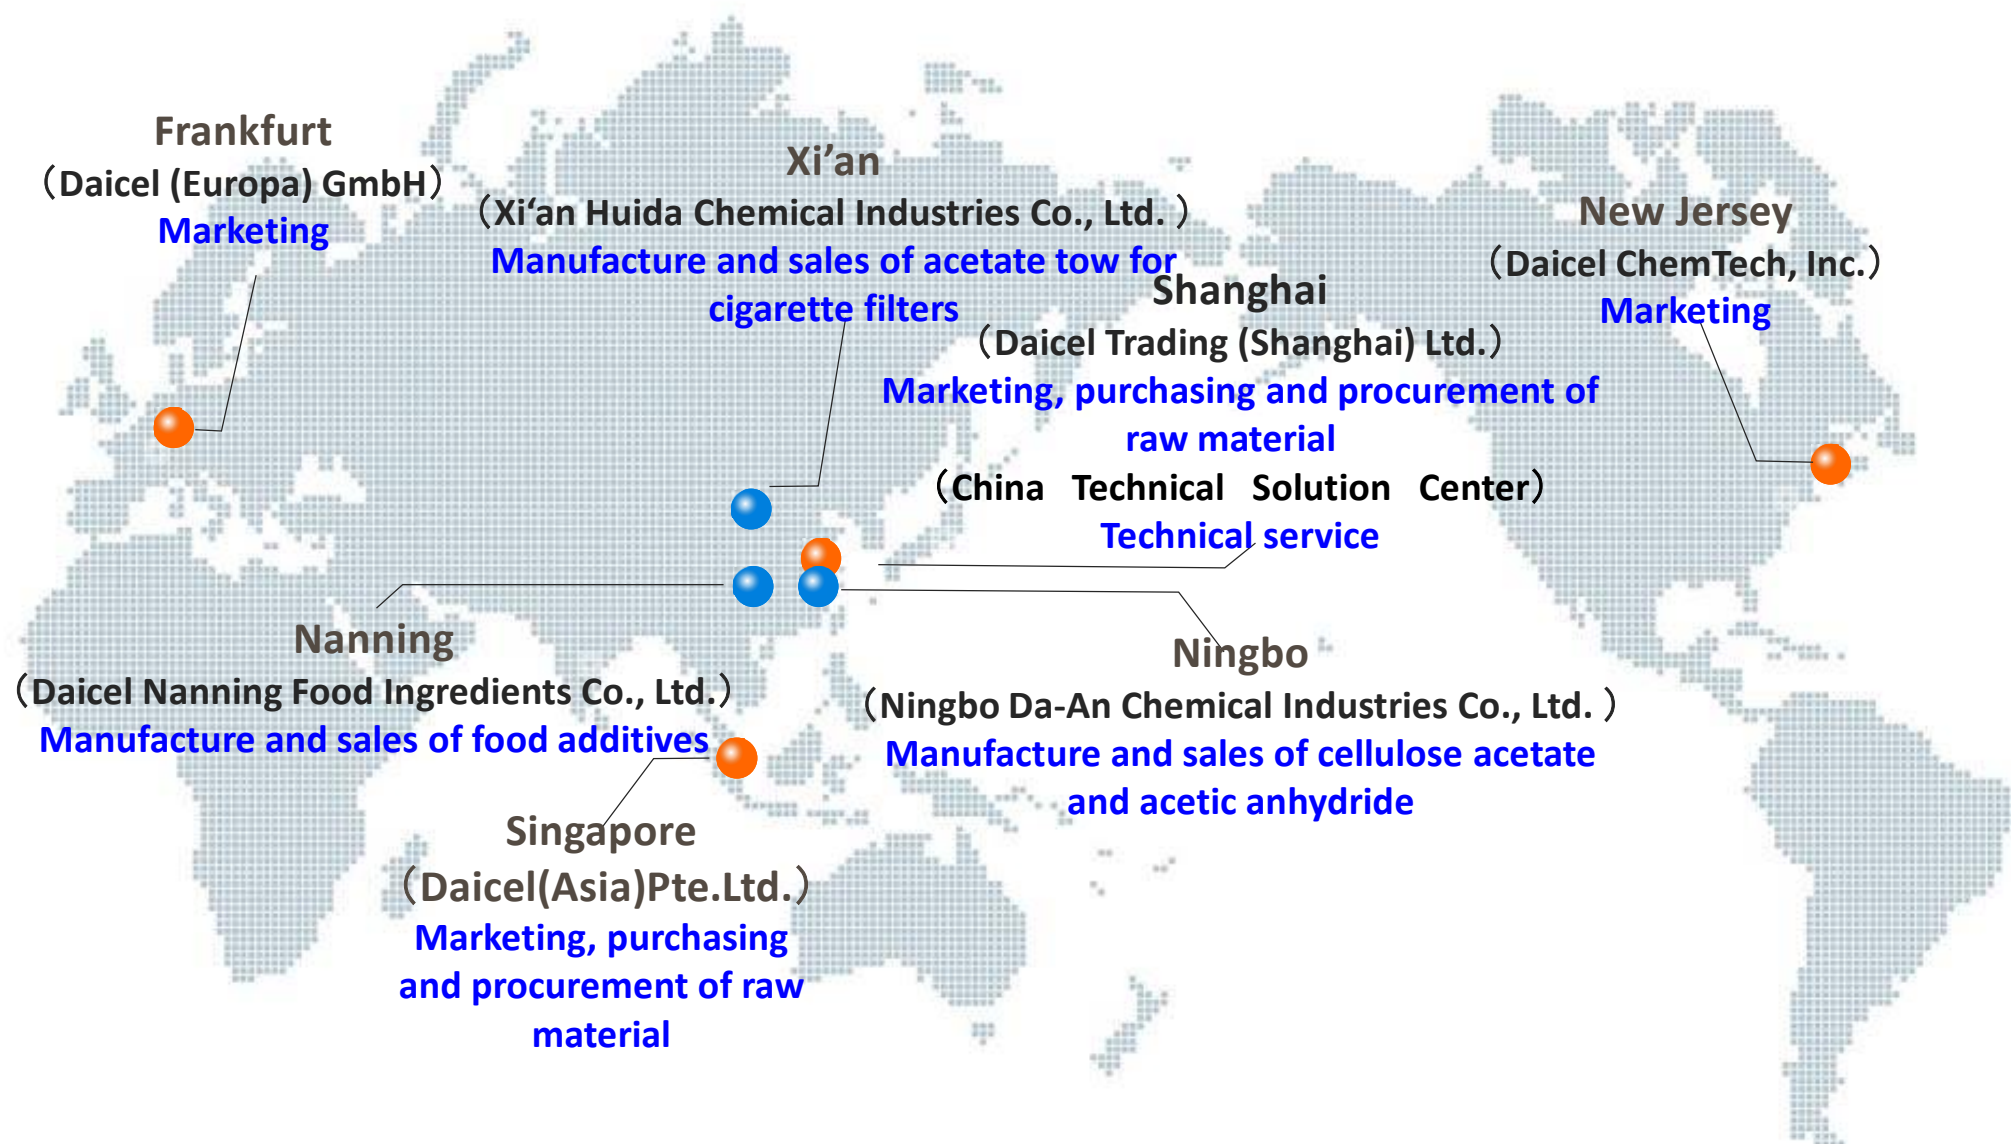 Frankfurt
（Daicel (Europa) GmbH）
Marketing
Xi’an
（Xi‘an Huida Chemical Industries Co., Ltd. ）
Manufacture and sales of acetate tow for
cigarette filters
Shanghai
（Daicel Trading (Shanghai) Ltd.）
Marketing, purchasing and procurement of
raw material
（China Technical Solution Center）
Technical service
New Jersey
（Daicel ChemTech, Inc.）
Marketing
Nanning
（Daicel Nanning Food Ingredients Co., Ltd.）
Manufacture and sales of food additives
Ningbo
（Ningbo Da-An Chemical Industries Co., Ltd. ）
Manufacture and sales of cellulose acetate
and acetic anhydride
Singapore
（Daicel(Asia)Pte.Ltd.）
Marketing, purchasing
and procurement of raw
material